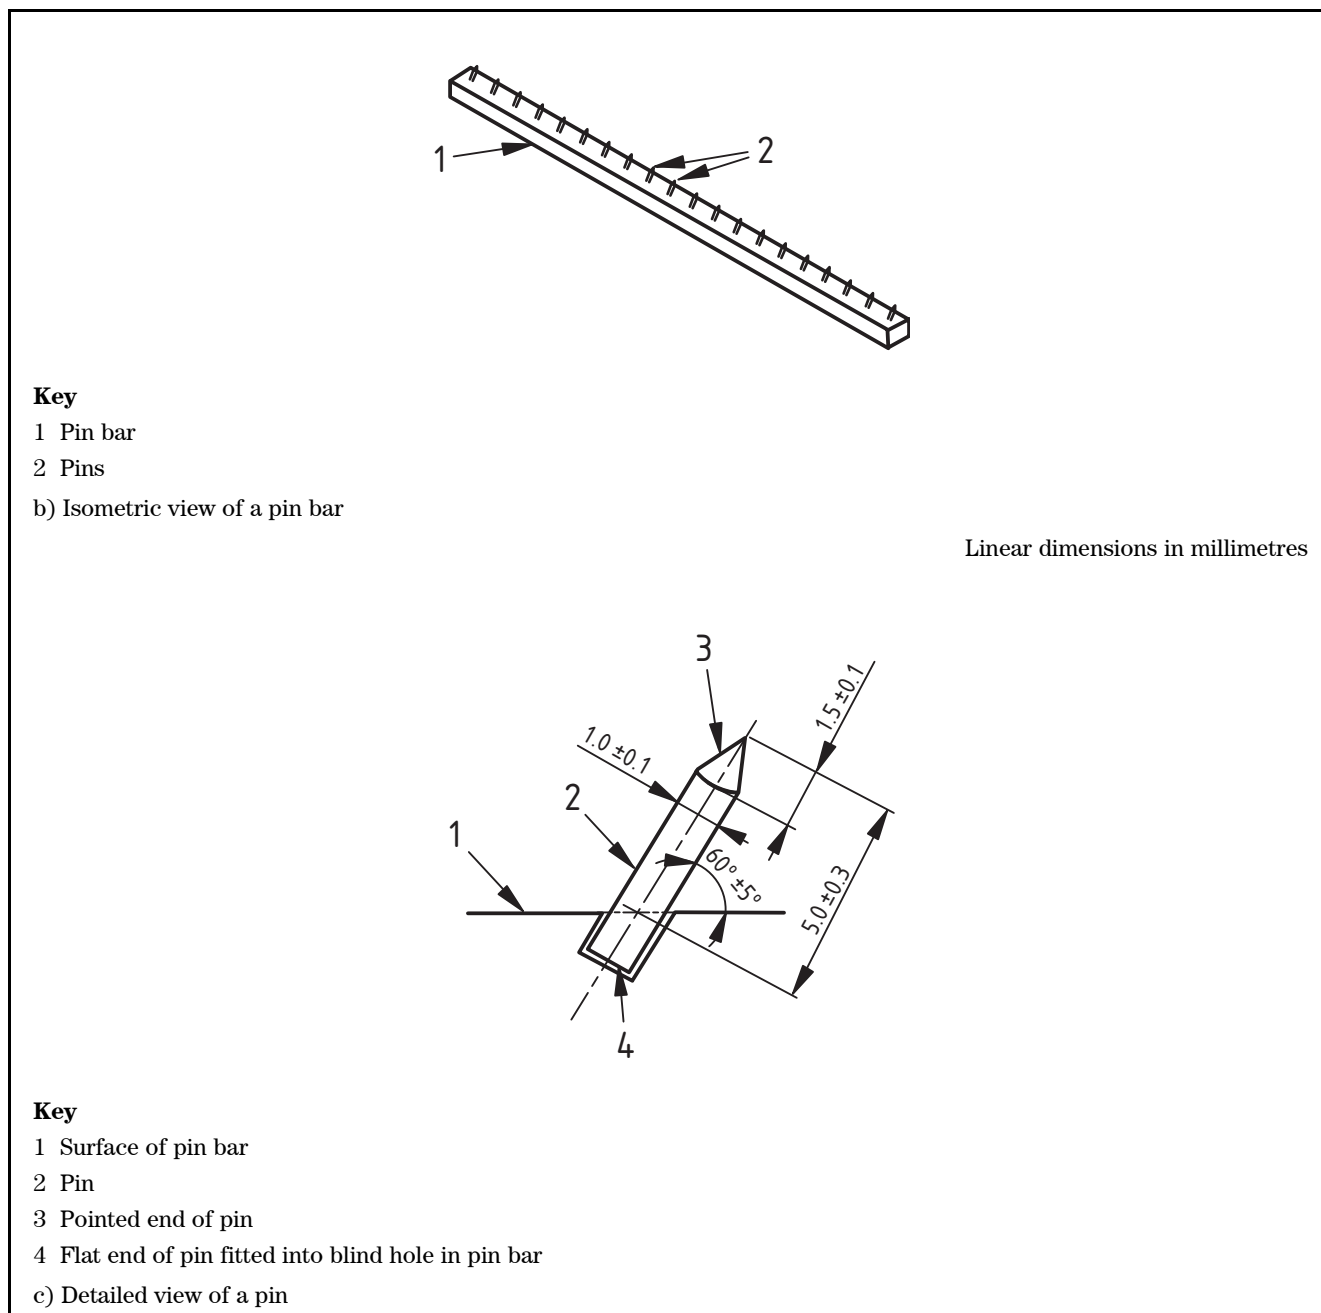 1
2
Key
1 Pin bar
2 Pins
b) Isometric view of a pin bar
Linear dimensions in millimetres
3
1.5 ±0.1
1.0 ±0.1
2
1
60° ±5°
5.0 ±0.3
4
Key
1 Surface of pin bar
2 Pin
3 Pointed end of pin
4 Flat end of pin fitted into blind hole in pin bar
c) Detailed view of a pin